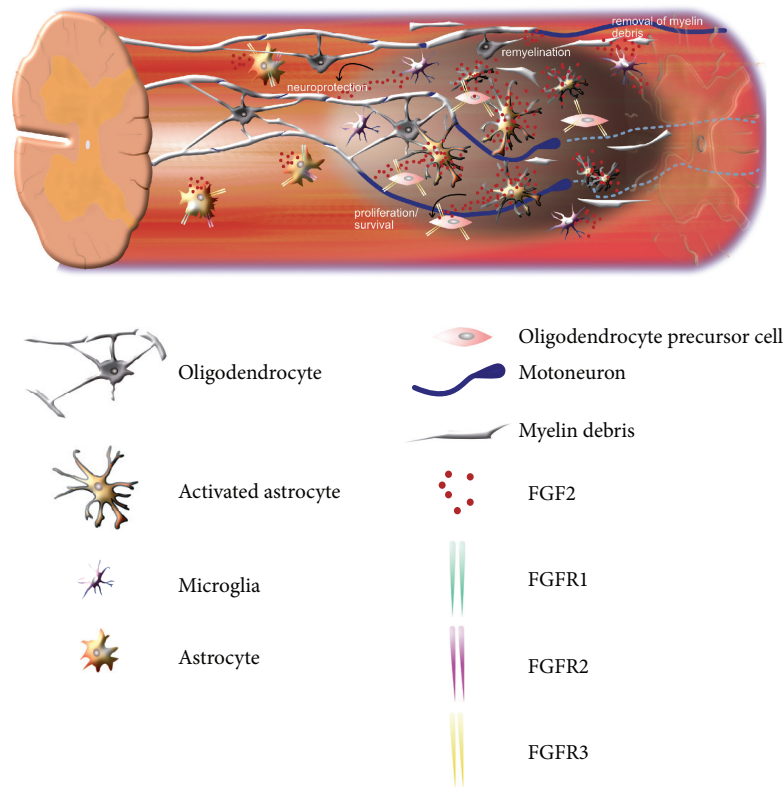 removal of myelin
debris
remyelination
neuroprotection
proliferation/
survival
Oligodendrocyte
Activated astrocyte
Microglia
Astrocyte
Oligodendrocyte precursor cell
Motoneuron
Myelin debris
FGF2
FGFR1
FGFR2
FGFR3